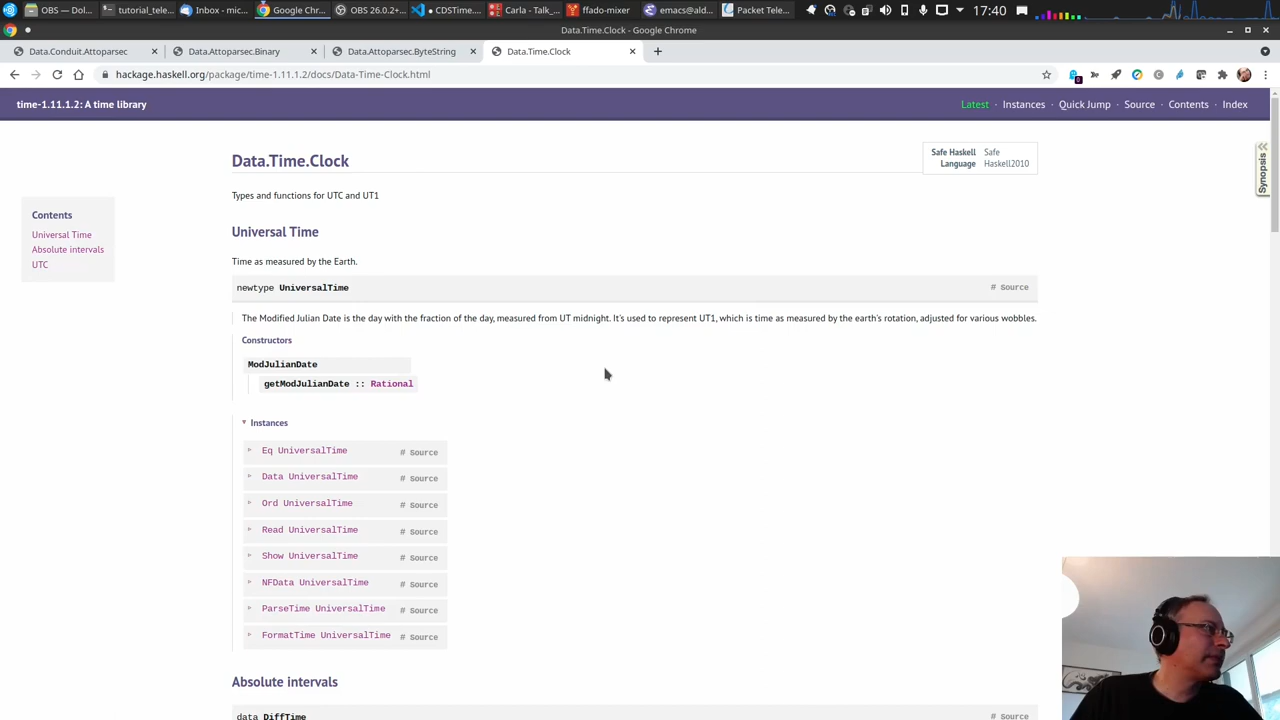 OBS - Dol...
tutorial_tele...
Inbox - mic...
Google Chr...
OBS 26.0.2+...
OBSTime....
Carla - Talk_...
ffado-mixer
emacs@ald...
Packet Tele...
17:40
Data.Time.Clock - Google Chrome
Data.Conduit.Attoparsec
Data.Attoparsec.Binary
Data.Attoparsec.ByteString
Data.Time.Clock
hackage.haskell.org/package/time-1.11.1.2/docs/Data-Time-Clock.html
time-1.11.1.2: A time library
Latest · Instances · Quick Jump · Source · Contents · Index
Synopsis
Data.Time.Clock
Safe Haskell Safe
Language Haskell2010
Types and functions for UTC and UT1
Contents
Universal Time
Absolute intervals
UTC
Universal Time
Time as measured by the Earth.
newtype UniversalTime # Source
The Modified Julian Date is the day with the fraction of the day, measured from UT midnight. It's used to represent UT1, which is time as measured by the earth's rotation, adjusted for various wobbles.
Constructors
ModJulianDate
getModJulianDate :: Rational
Instances
Eq UniversalTime # Source
Data UniversalTime # Source
Ord UniversalTime # Source
Read UniversalTime # Source
Show UniversalTime # Source
NFData UniversalTime # Source
ParseTime UniversalTime # Source
FormatTime UniversalTime # Source
Absolute intervals
data DiffTime # Source